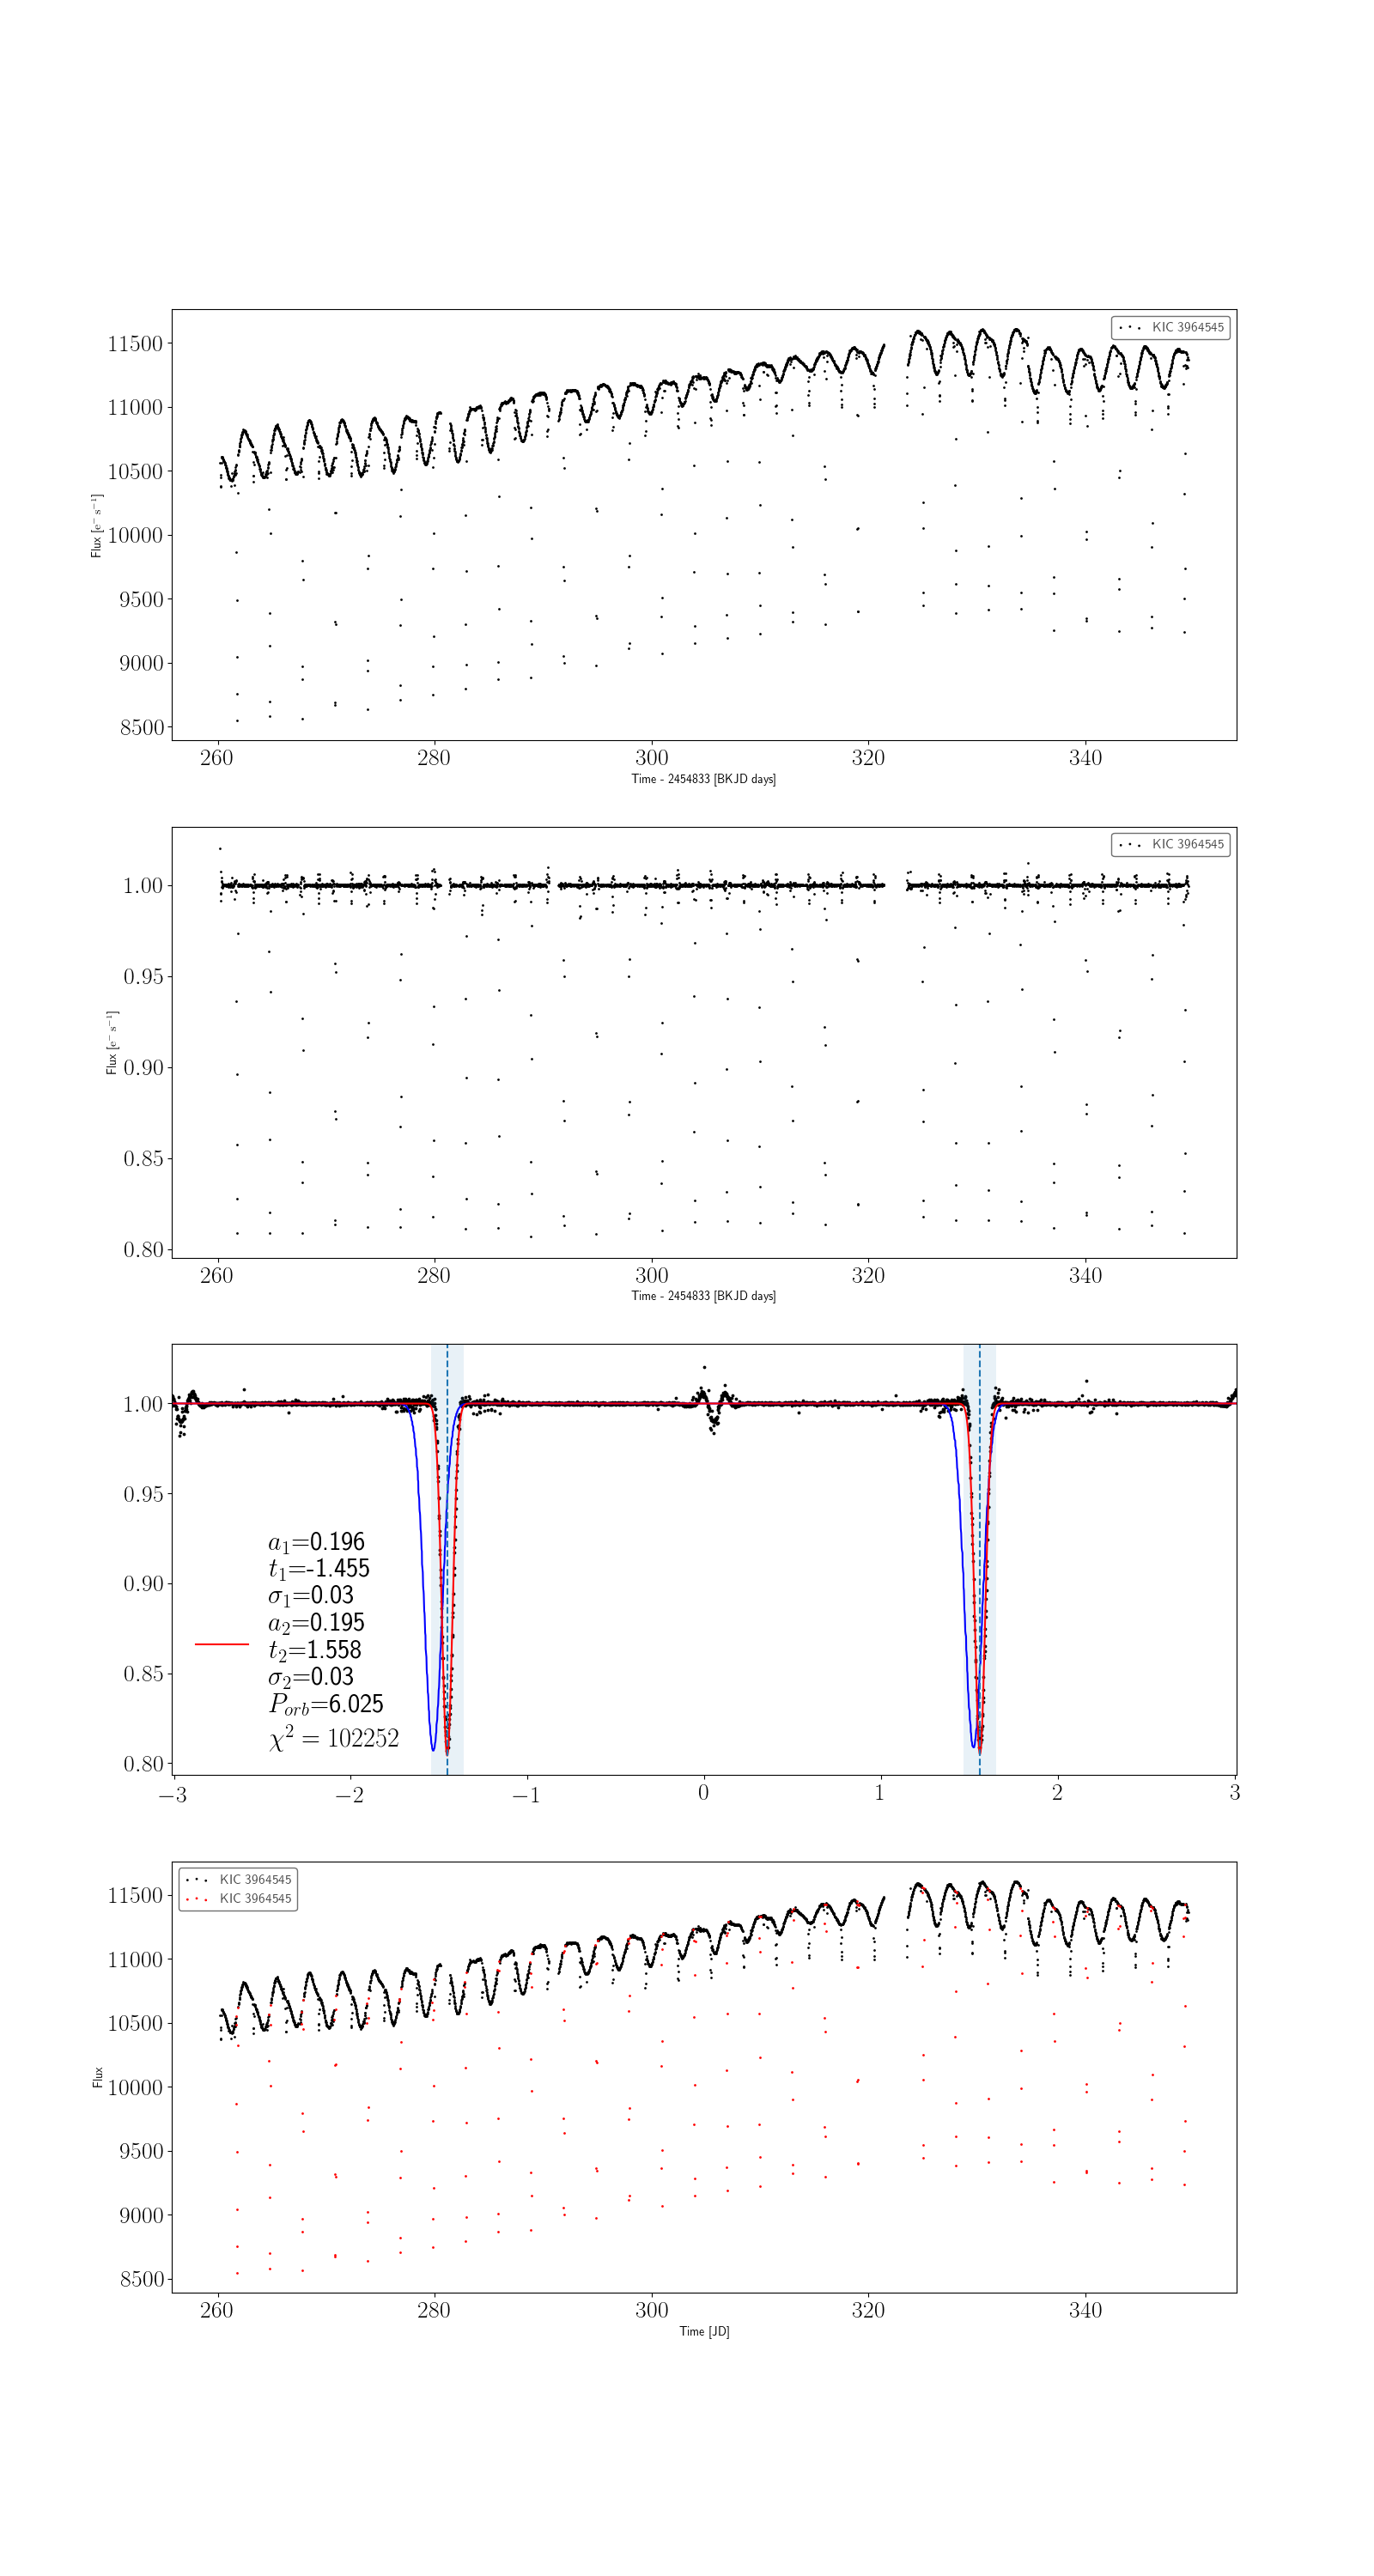 KIC 3964545
11500
11000
10500
10000
9500
9000
8500
Flux [e⁻ s⁻¹]
260 280 300 320 340
Time - 2454833 [BKJD days]
KIC 3964545
1.00
0.95
0.90
0.85
0.80
Flux [e⁻ s⁻¹]
260 280 300 320 340
Time - 2454833 [BKJD days]
1.00
0.95
0.90
0.85
0.80
a₁=0.196
t₁=-1.455
σ₁=0.03
a₂=0.195
t₂=1.558
σ₂=0.03
P_orb=6.025
χ² = 102252
−3 −2 −1 0 1 2 3
KIC 3964545
KIC 3964545
11500
11000
10500
10000
9500
9000
8500
Flux
260 280 300 320 340
Time [JD]